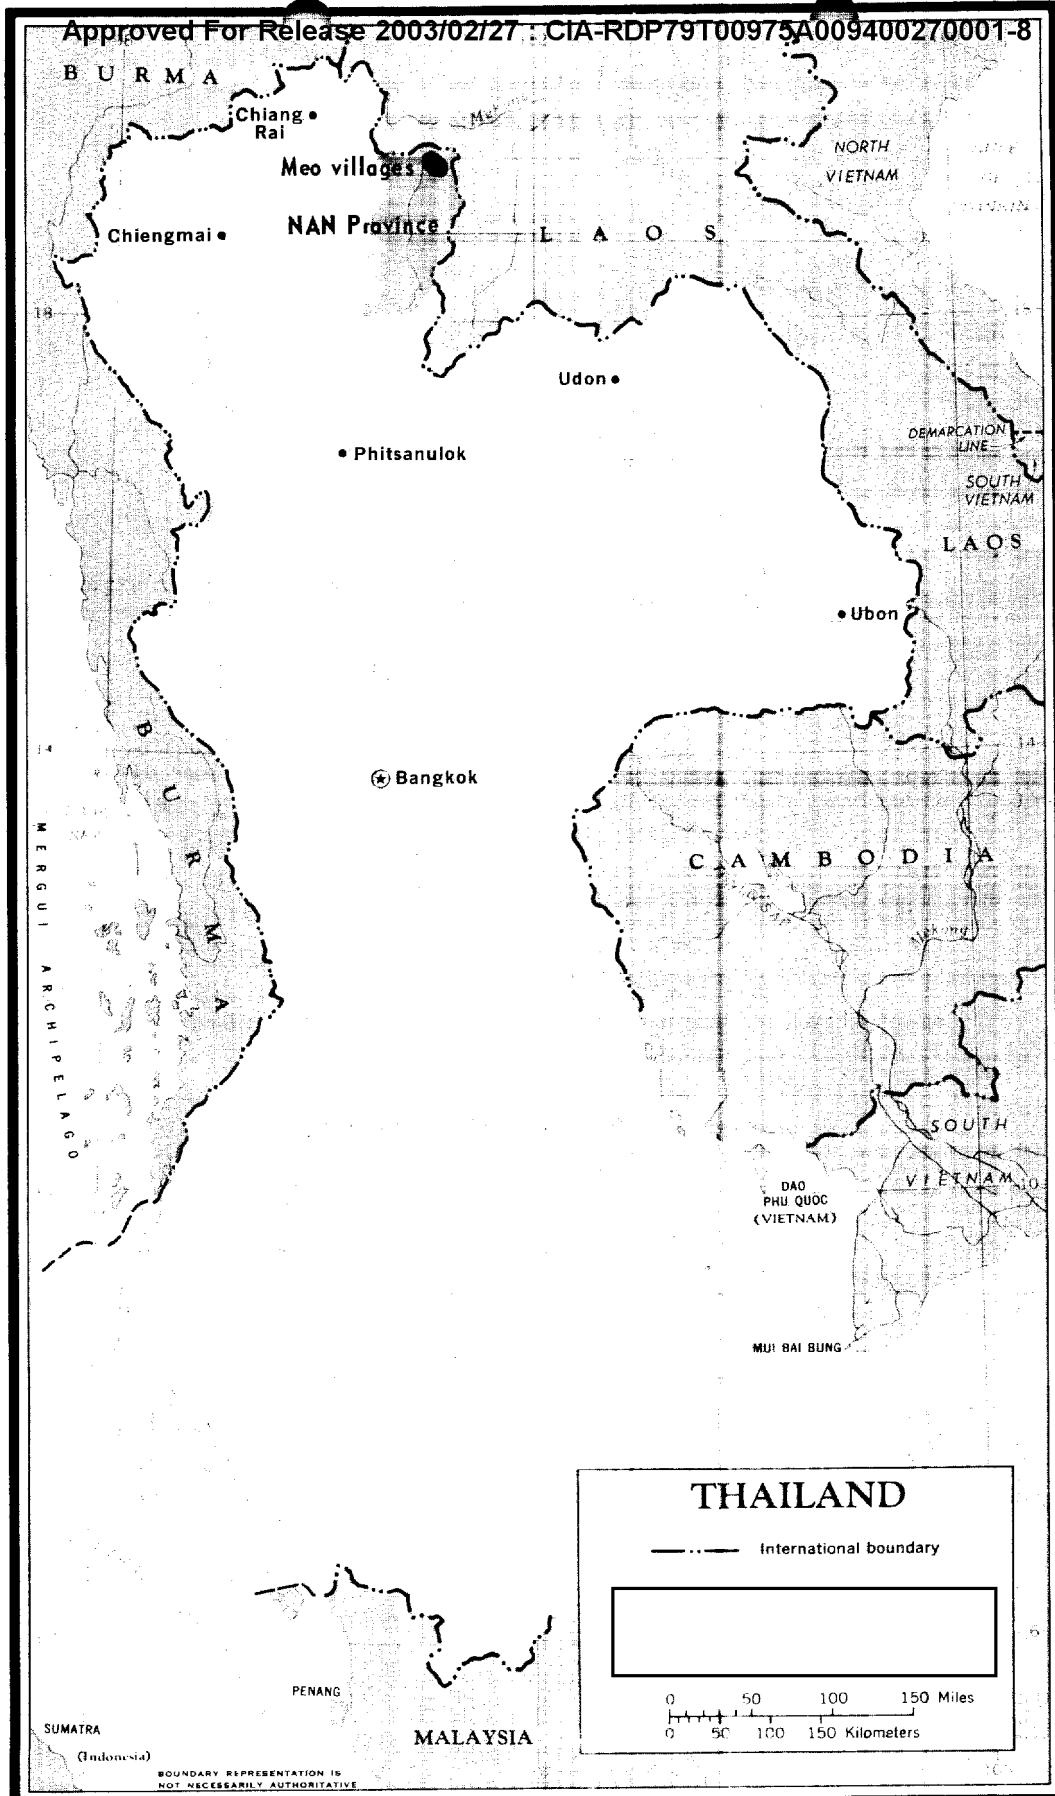 Approved For Release 2003/02/27 : CIA-RDP79T00975A009400270001-8
BURMA
Chiang
Rai
NORTH
VIETNAM
Meo villages
NAN Province
Chiengmai
LAOS
18
Udon
Phitsanulok
DEMARCATION
LINE
SOUTH
VIETNAM
LAOS
Ubon
BURMA
14
14
Bangkok
CAMBODIA
MERGUI ARCHIPELAGO
Mekong
SOUTH
VIETNAM
10
DAO
PHU QUOC
(VIETNAM)
MUI BAI BUNG
THAILAND
International boundary
0 50 100 150 Miles
0 50 100 150 Kilometers
PENANG
SUMATRA
(Indonesia)
MALAYSIA
BOUNDARY REPRESENTATION IS
NOT NECESSARILY AUTHORITATIVE